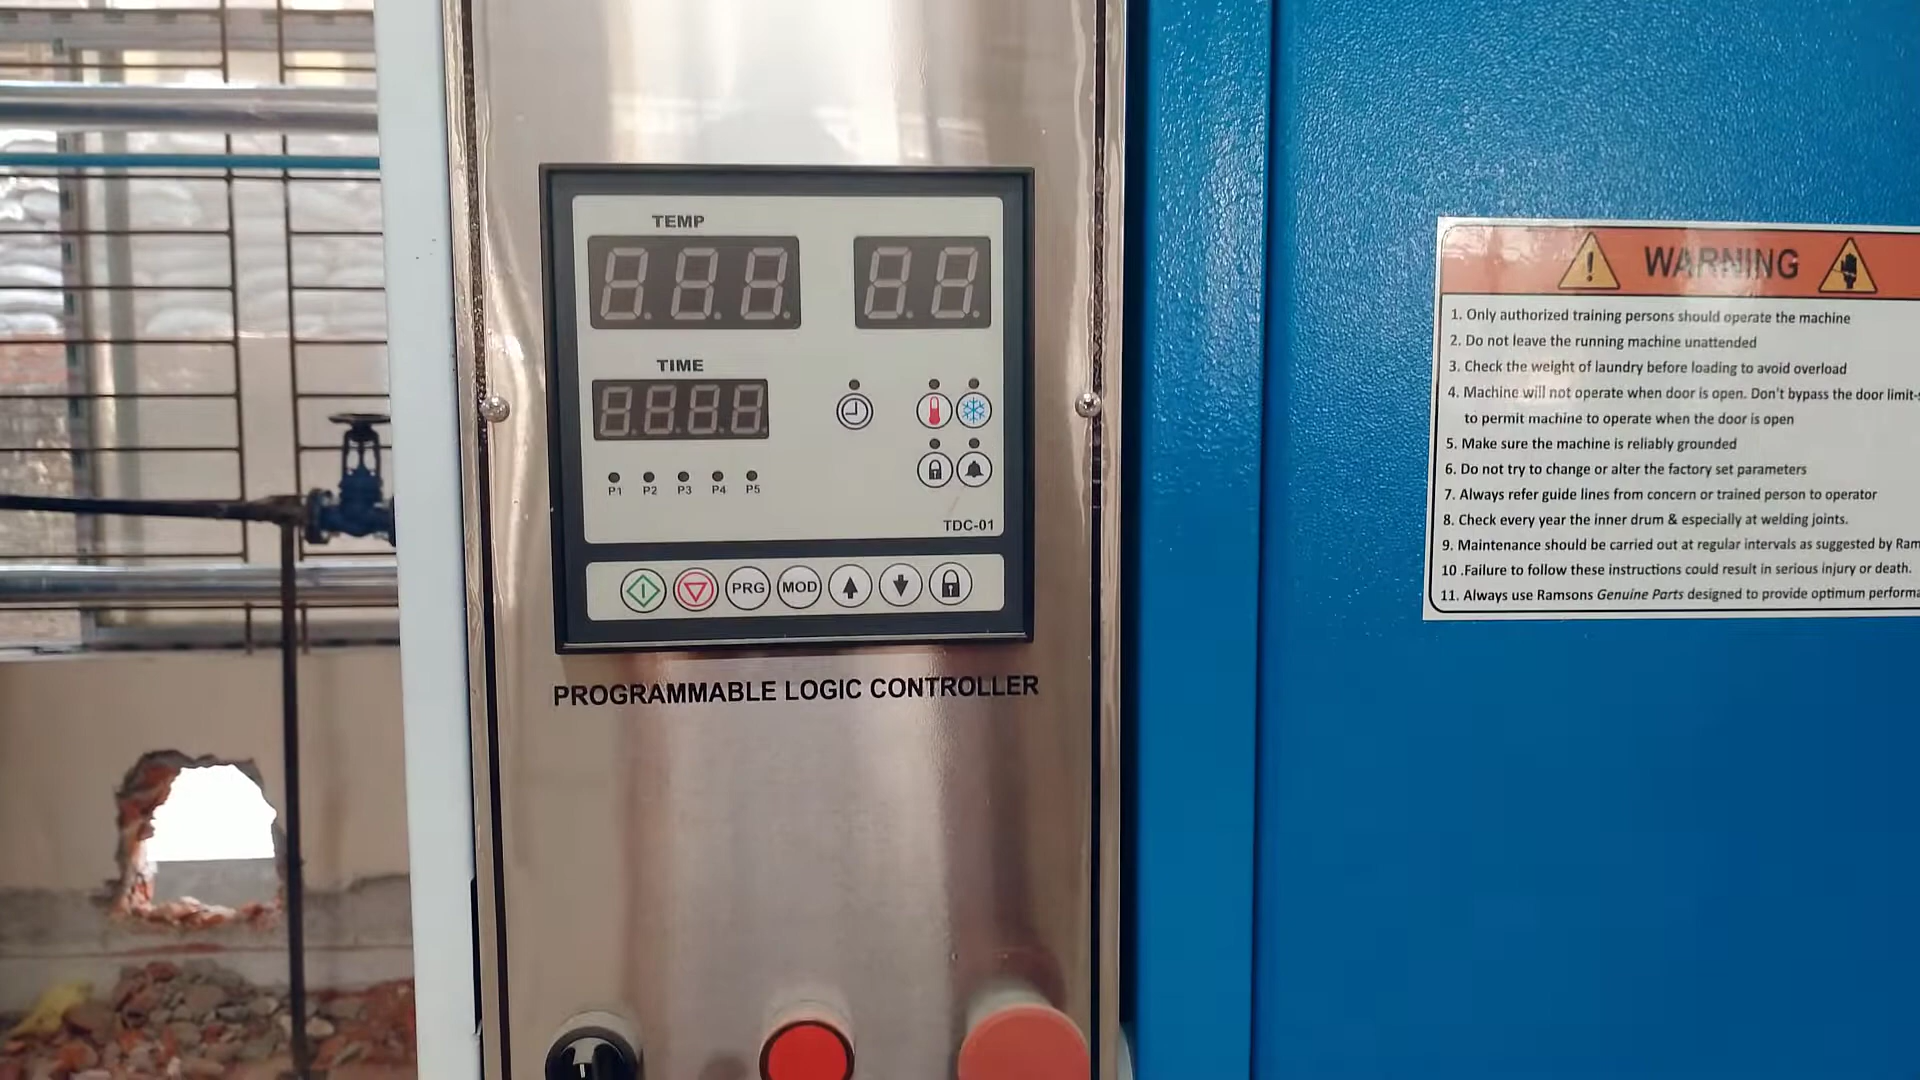 TEMP
TIME
P1 P2 P3 P4 P5
TDC-01
PRG MOD
PROGRAMMABLE LOGIC CONTROLLER
WARNING
1. Only authorized training persons should operate the machine
2. Do not leave the running machine unattended
3. Check the weight of laundry before loading to avoid overload
4. Machine will not operate when door is open. Don't bypass the door limit-
to permit machine to operate when the door is open
5. Make sure the machine is reliably grounded
6. Do not try to change or alter the factory set parameters
7. Always refer guide lines from concern or trained person to operator
8. Check every year the inner drum & especially at welding joints.
9. Maintenance should be carried out at regular intervals as suggested by Ram
10 .Failure to follow these instructions could result in serious injury or death.
11. Always use Ramsons Genuine Parts designed to provide optimum performa